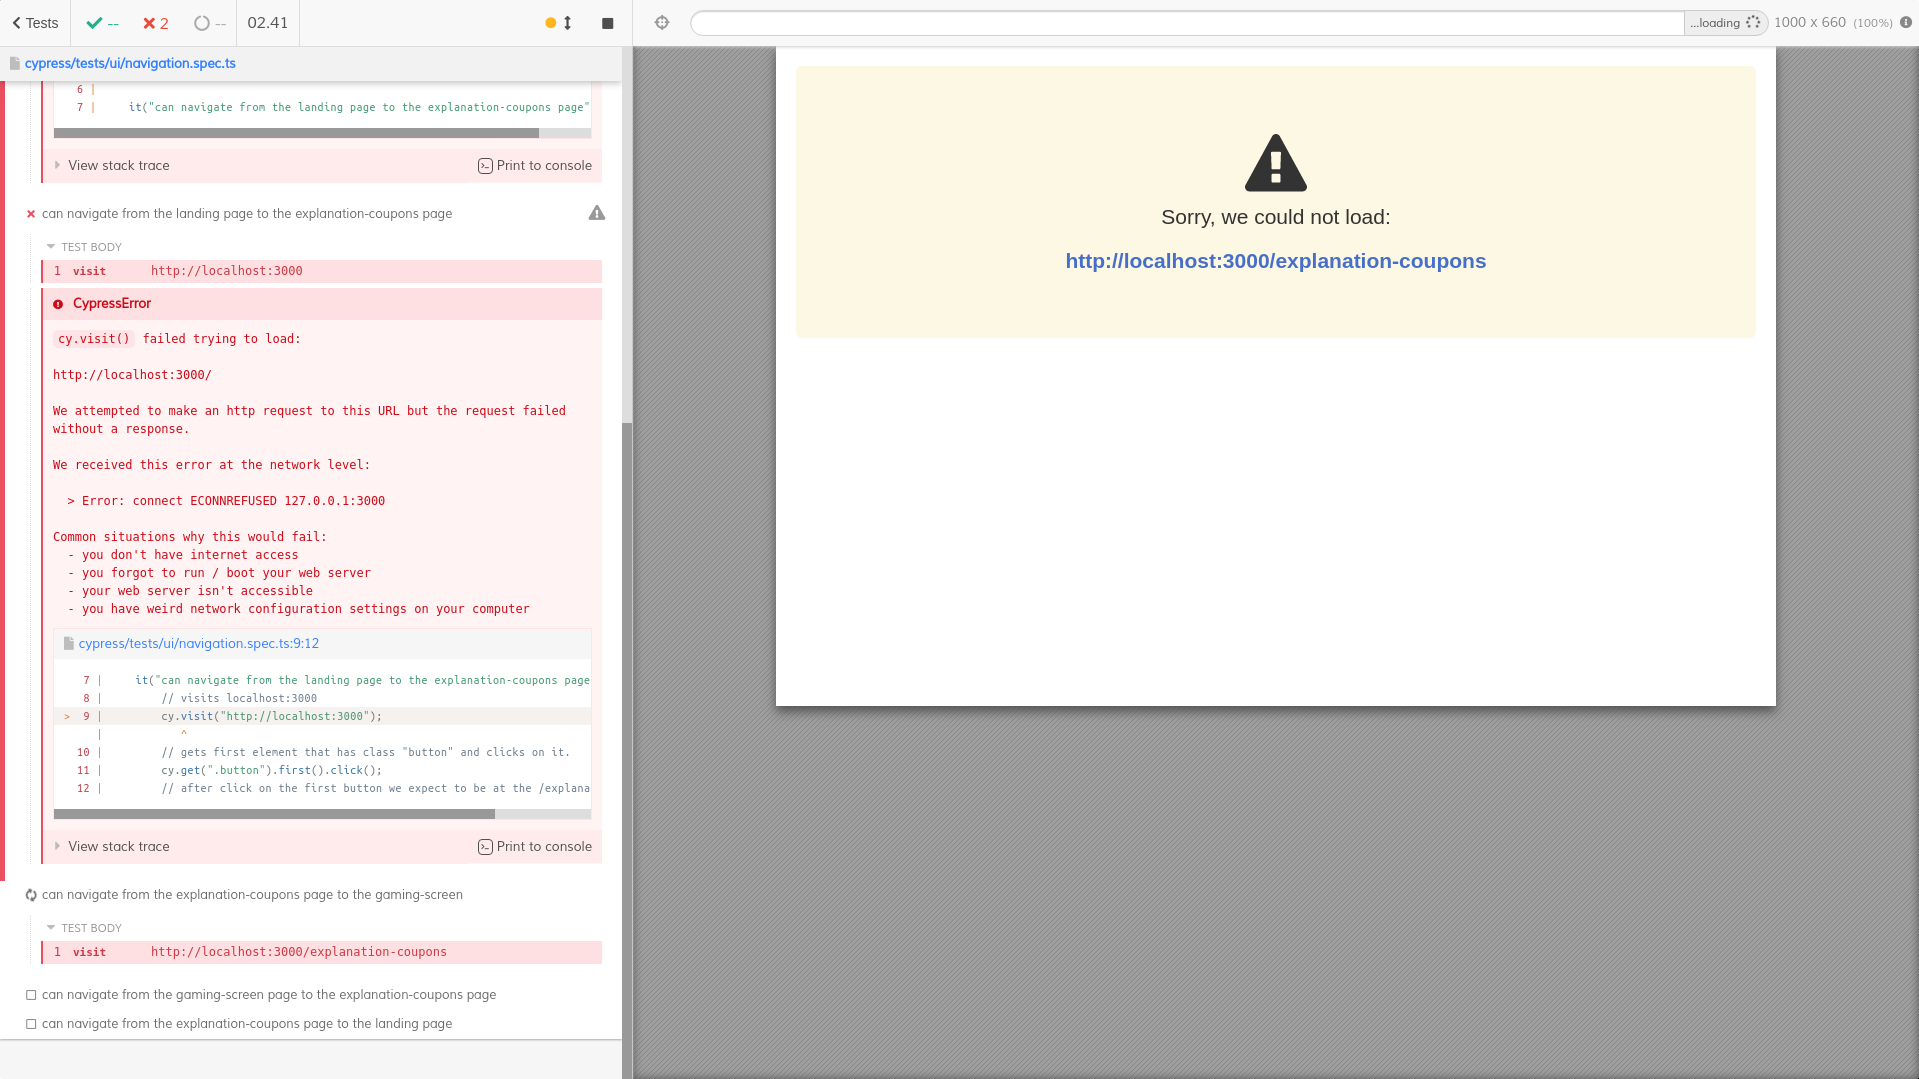 Tests
--
2
--
02.41
...loading
1000 x 660 (100%)
cypress/tests/ui/navigation.spec.ts
6 |
7 | it("can navigate from the landing page to the explanation-coupons page"
View stack trace
Print to console
can navigate from the landing page to the explanation-coupons page
TEST BODY
1 visit http://localhost:3000
CypressError
cy.visit() failed trying to load:
http://localhost:3000/
We attempted to make an http request to this URL but the request failed
without a response.
We received this error at the network level:
> Error: connect ECONNREFUSED 127.0.0.1:3000
Common situations why this would fail:
- you don't have internet access
- you forgot to run / boot your web server
- your web server isn't accessible
- you have weird network configuration settings on your computer
cypress/tests/ui/navigation.spec.ts:9:12
7 | it("can navigate from the landing page to the explanation-coupons page
8 | // visits localhost:3000
> 9 | cy.visit("http://localhost:3000");
| ^
10 | // gets first element that has class "button" and clicks on it.
11 | cy.get(".button").first().click();
12 | // after click on the first button we expect to be at the /explana
View stack trace
Print to console
can navigate from the explanation-coupons page to the gaming-screen
TEST BODY
1 visit http://localhost:3000/explanation-coupons
can navigate from the gaming-screen page to the explanation-coupons page
can navigate from the explanation-coupons page to the landing page
Sorry, we could not load:
http://localhost:3000/explanation-coupons